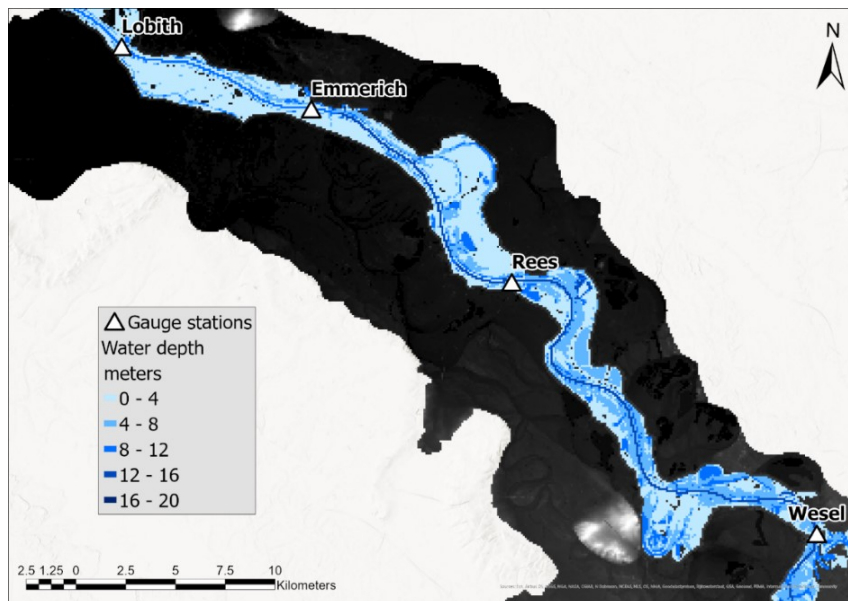 Lobith
N
Emmerich
Rees
Gauge stations
Water depth
meters
0 - 4
4 - 8
8 - 12
12 - 16
16 - 20
Wesel
2.5 1.25 0 2.5 5 7.5 10
Kilometers